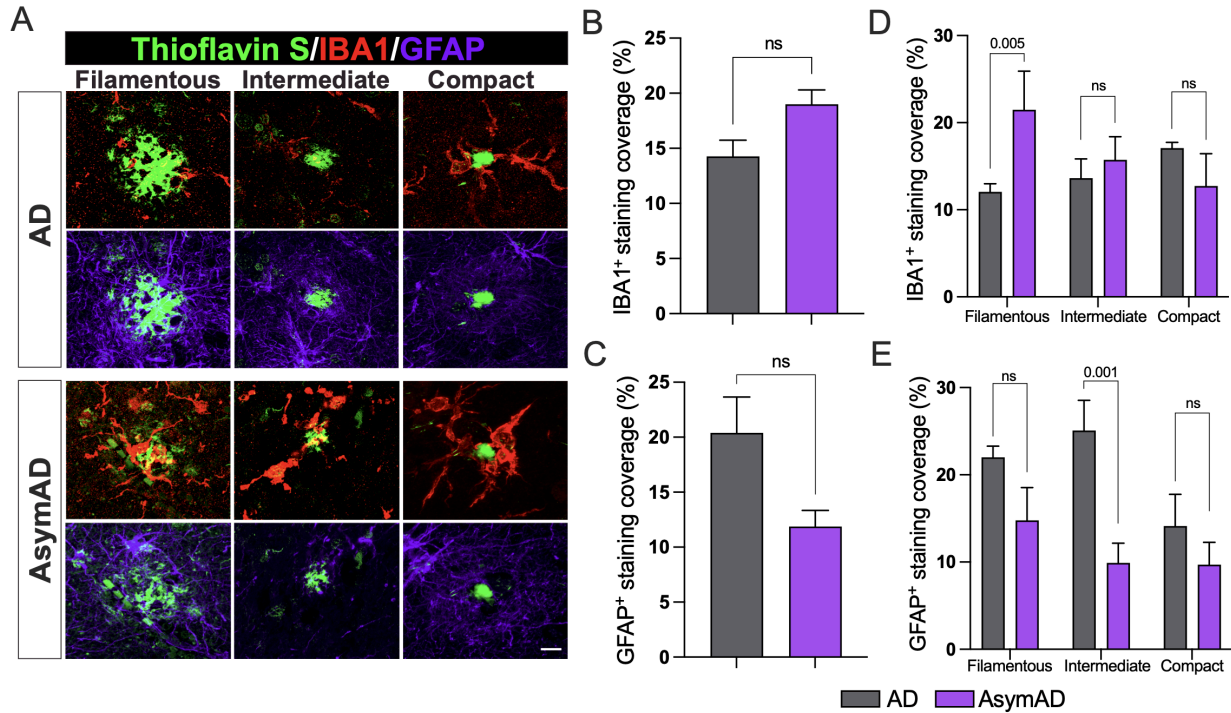 A
Thioflavin S/IBA1/GFAP
Filamentous Intermediate Compact
AD
AsymAD
B
IBA1+ staining coverage (%)
25
20
15
10
5
0
ns
C
GFAP+ staining coverage (%)
25
20
15
10
5
0
ns
D
IBA1+ staining coverage (%)
30
20
10
0
0.005
ns
ns
Filamentous Intermediate Compact
E
GFAP+ staining coverage (%)
30
20
10
0
ns
0.001
ns
Filamentous Intermediate Compact
AD AsymAD